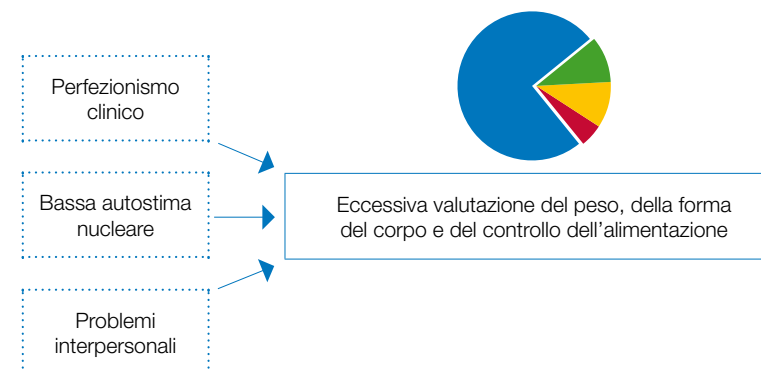 Perfezionismo
clinico
Bassa autostima
nucleare
Eccessiva valutazione del peso, della forma
del corpo e del controllo dell’alimentazione
Problemi
interpersonali